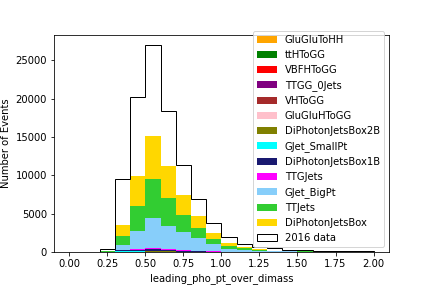 GluGluToHH
ttHToGG
VBFHToGG
TTGG_0Jets
VHToGG
GluGluHToGG
DiPhotonJetsBox2B
GJet_SmallPt
DiPhotonJetsBox1B
TTGJets
GJet_BigPt
TTJets
DiPhotonJetsBox
2016 data
Number of Events
25000
20000
15000
10000
5000
0
0.00 0.25 0.50 0.75 1.00 1.25 1.50 1.75 2.00
leading_pho_pt_over_dimass